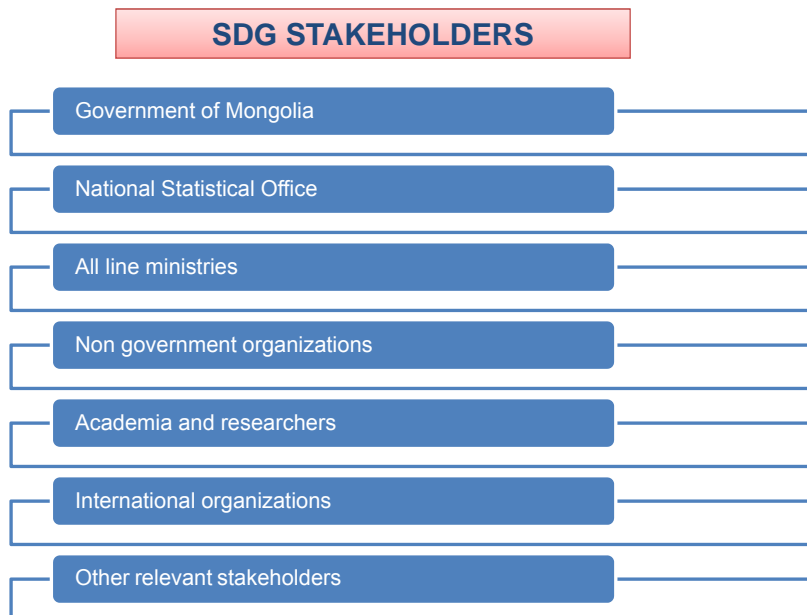 SDG STAKEHOLDERS
Government of Mongolia
National Statistical Office
All line ministries
Non government organizations
Academia and researchers
International organizations
Other relevant stakeholders